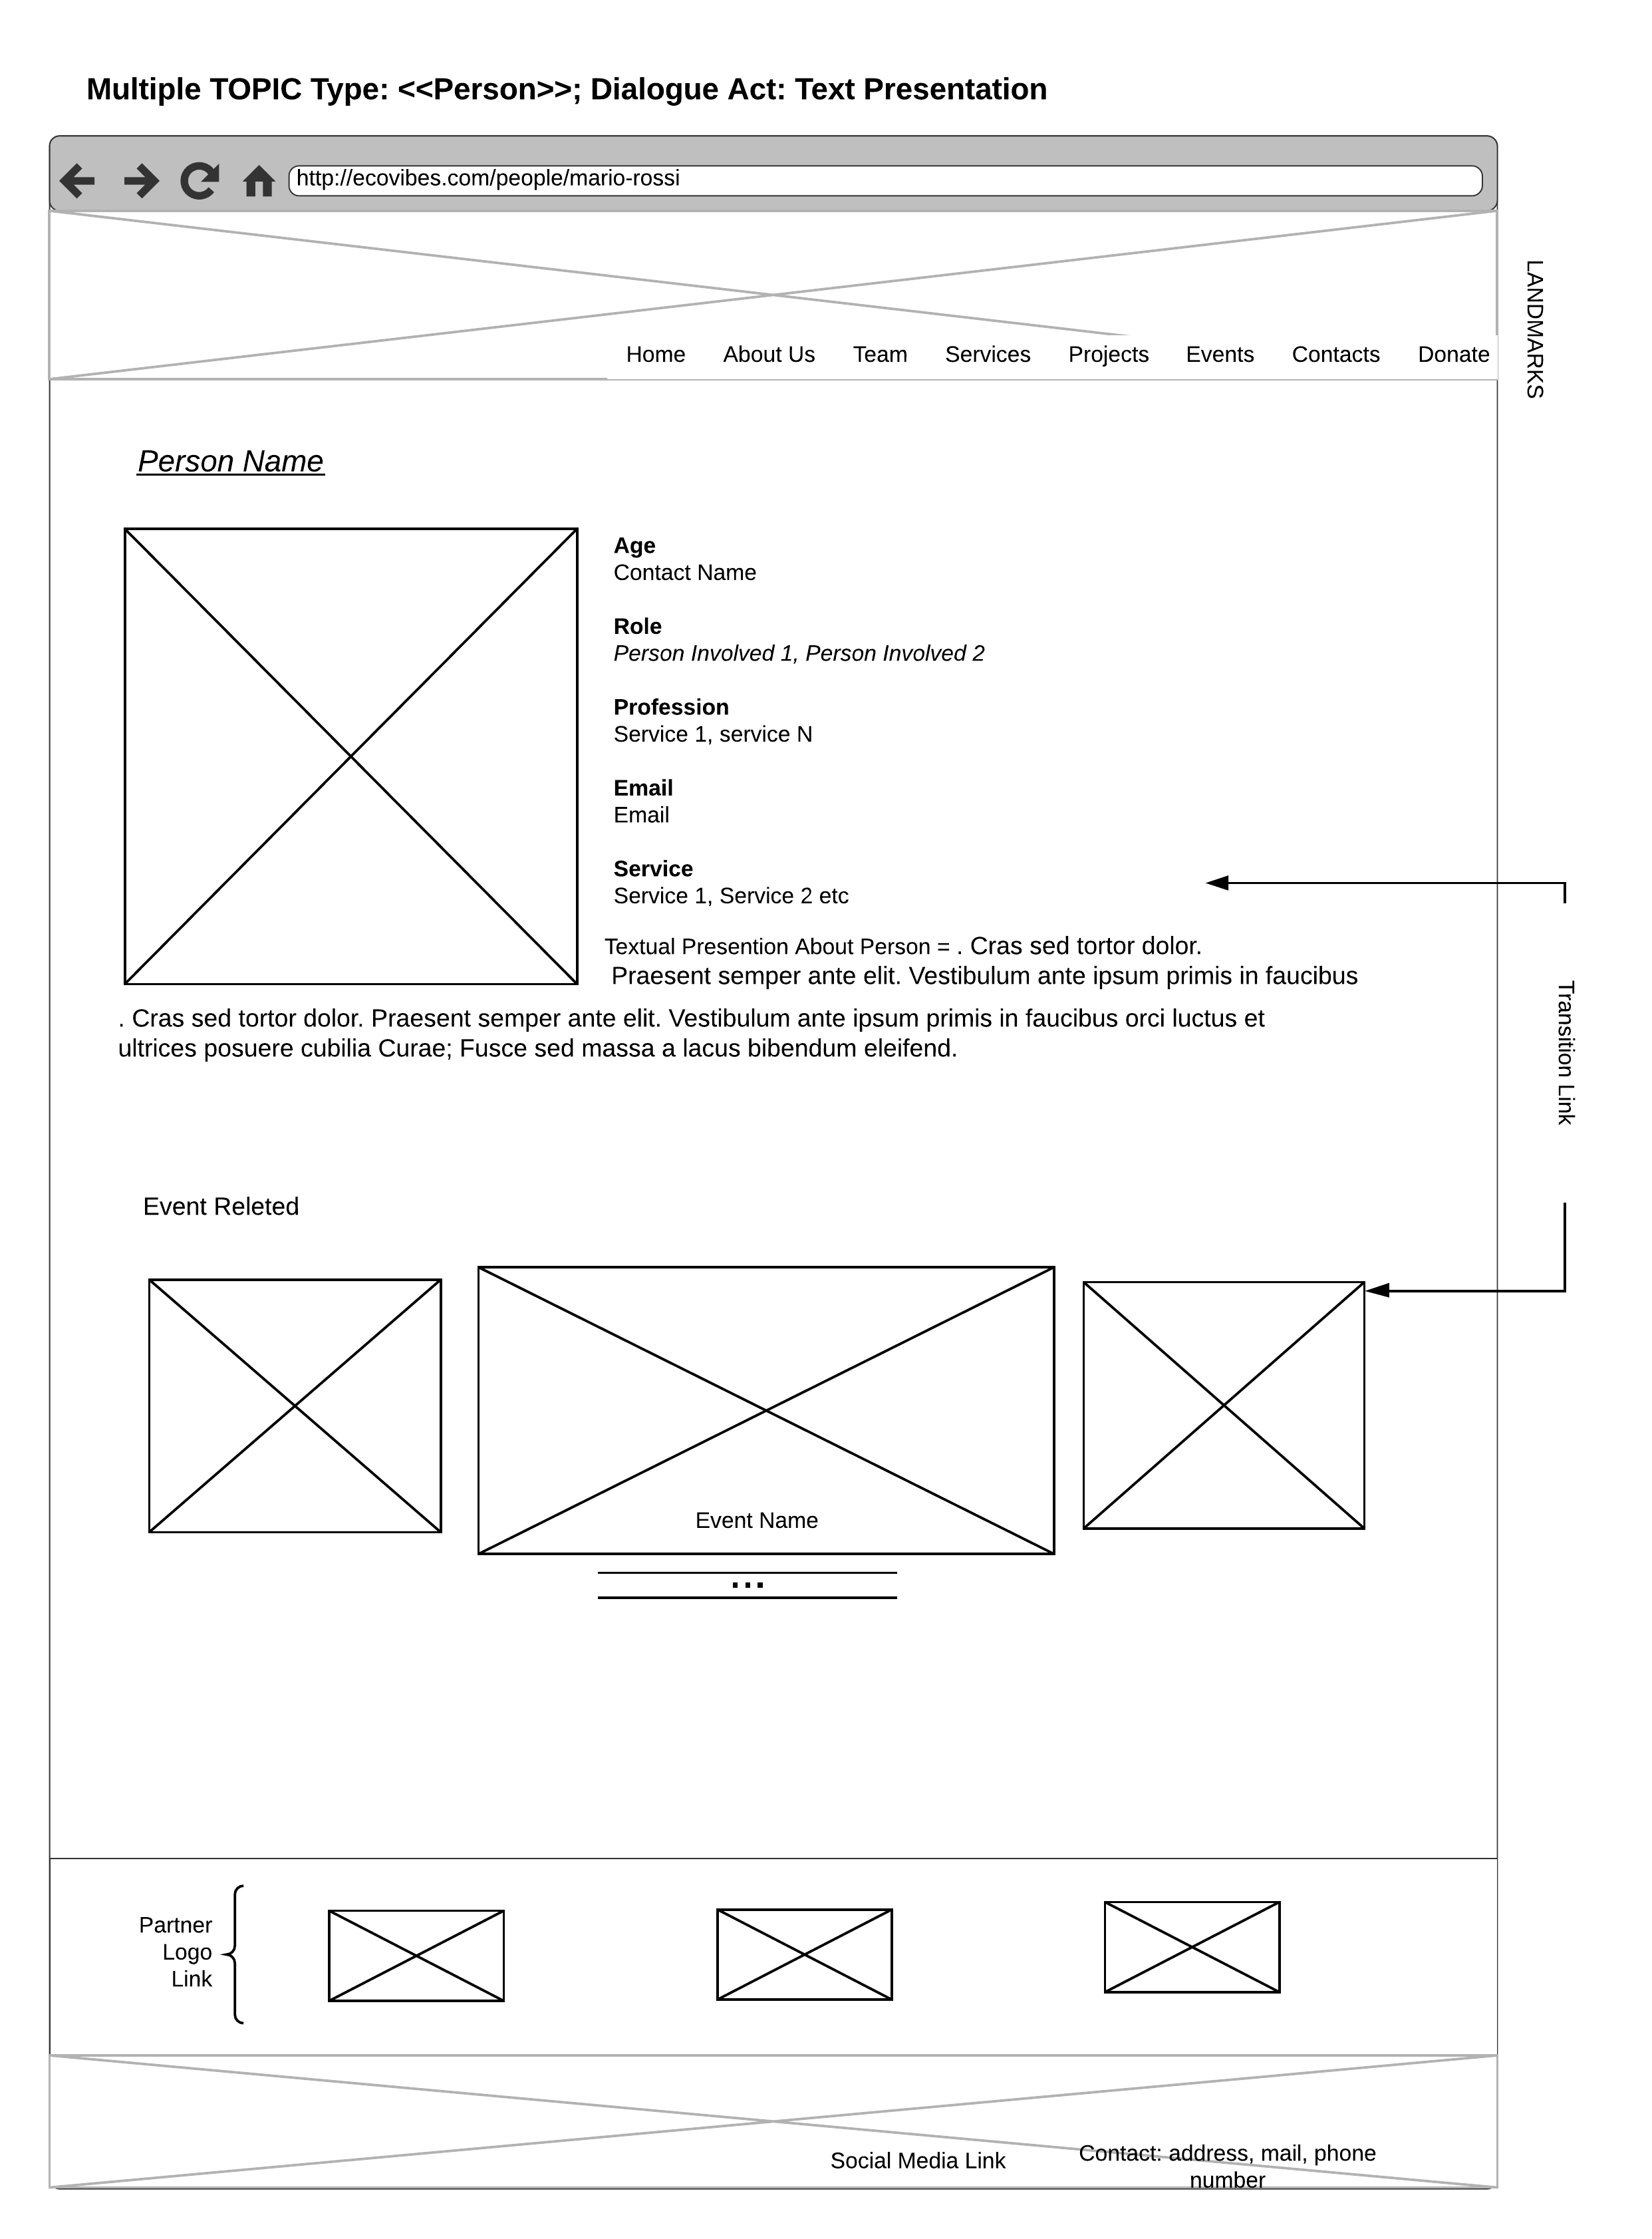 Multiple TOPIC Type: <<Person>>; Dialogue Act: Text Presentation
http://ecovibes.com/people/mario-rossi
LANDMARKS
Home About Us Team Services Projects Events Contacts Donate
Person Name
Age
Contact Name
Role
Person Involved 1, Person Involved 2
Profession
Service 1, service N
Email
Email
Service
Service 1, Service 2 etc
Textual Presention About Person = . Cras sed tortor dolor.
Praesent semper ante elit. Vestibulum ante ipsum primis in faucibus
. Cras sed tortor dolor. Praesent semper ante elit. Vestibulum ante ipsum primis in faucibus orci luctus et
ultrices posuere cubilia Curae; Fusce sed massa a lacus bibendum eleifend.
Transition Link
Event Releted
Event Name
...
Partner
Logo
Link
Social Media Link
Contact: address, mail, phone
number